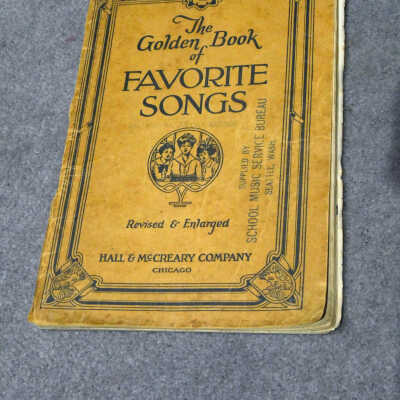 The
Golden Book
of
FAVORITE
SONGS
Revised & Enlarged
HALL & McCREARY COMPANY
CHICAGO
SUPPLIED BY
SCHOOL MUSIC SERVICE BUREAU
SEATTLE, WASH.